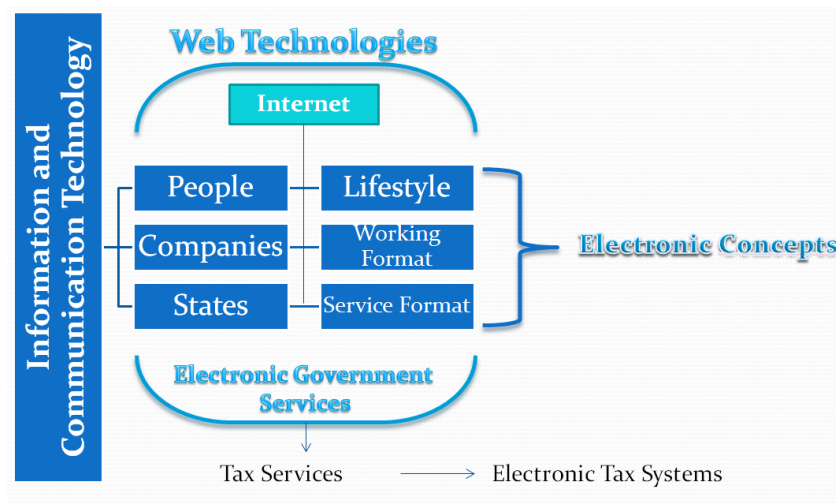 Information and
Communication Technology
Web Technologies
Internet
People
Lifestyle
Companies
Working
Format
States
Service Format
Electronic Concepts
Electronic Government
Services
Tax Services
Electronic Tax Systems